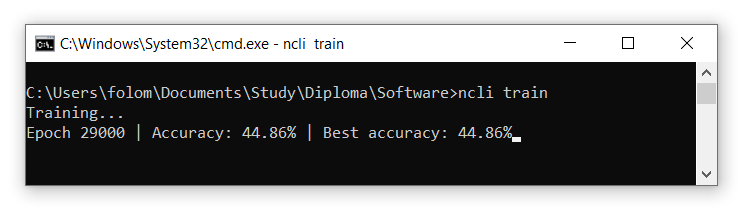 C:\Windows\System32\cmd.exe - ncli  train
C:\Users\folom\Documents\Study\Diploma\Software>ncli train
Training...
Epoch 29000 | Accuracy: 44.86% | Best accuracy: 44.86%